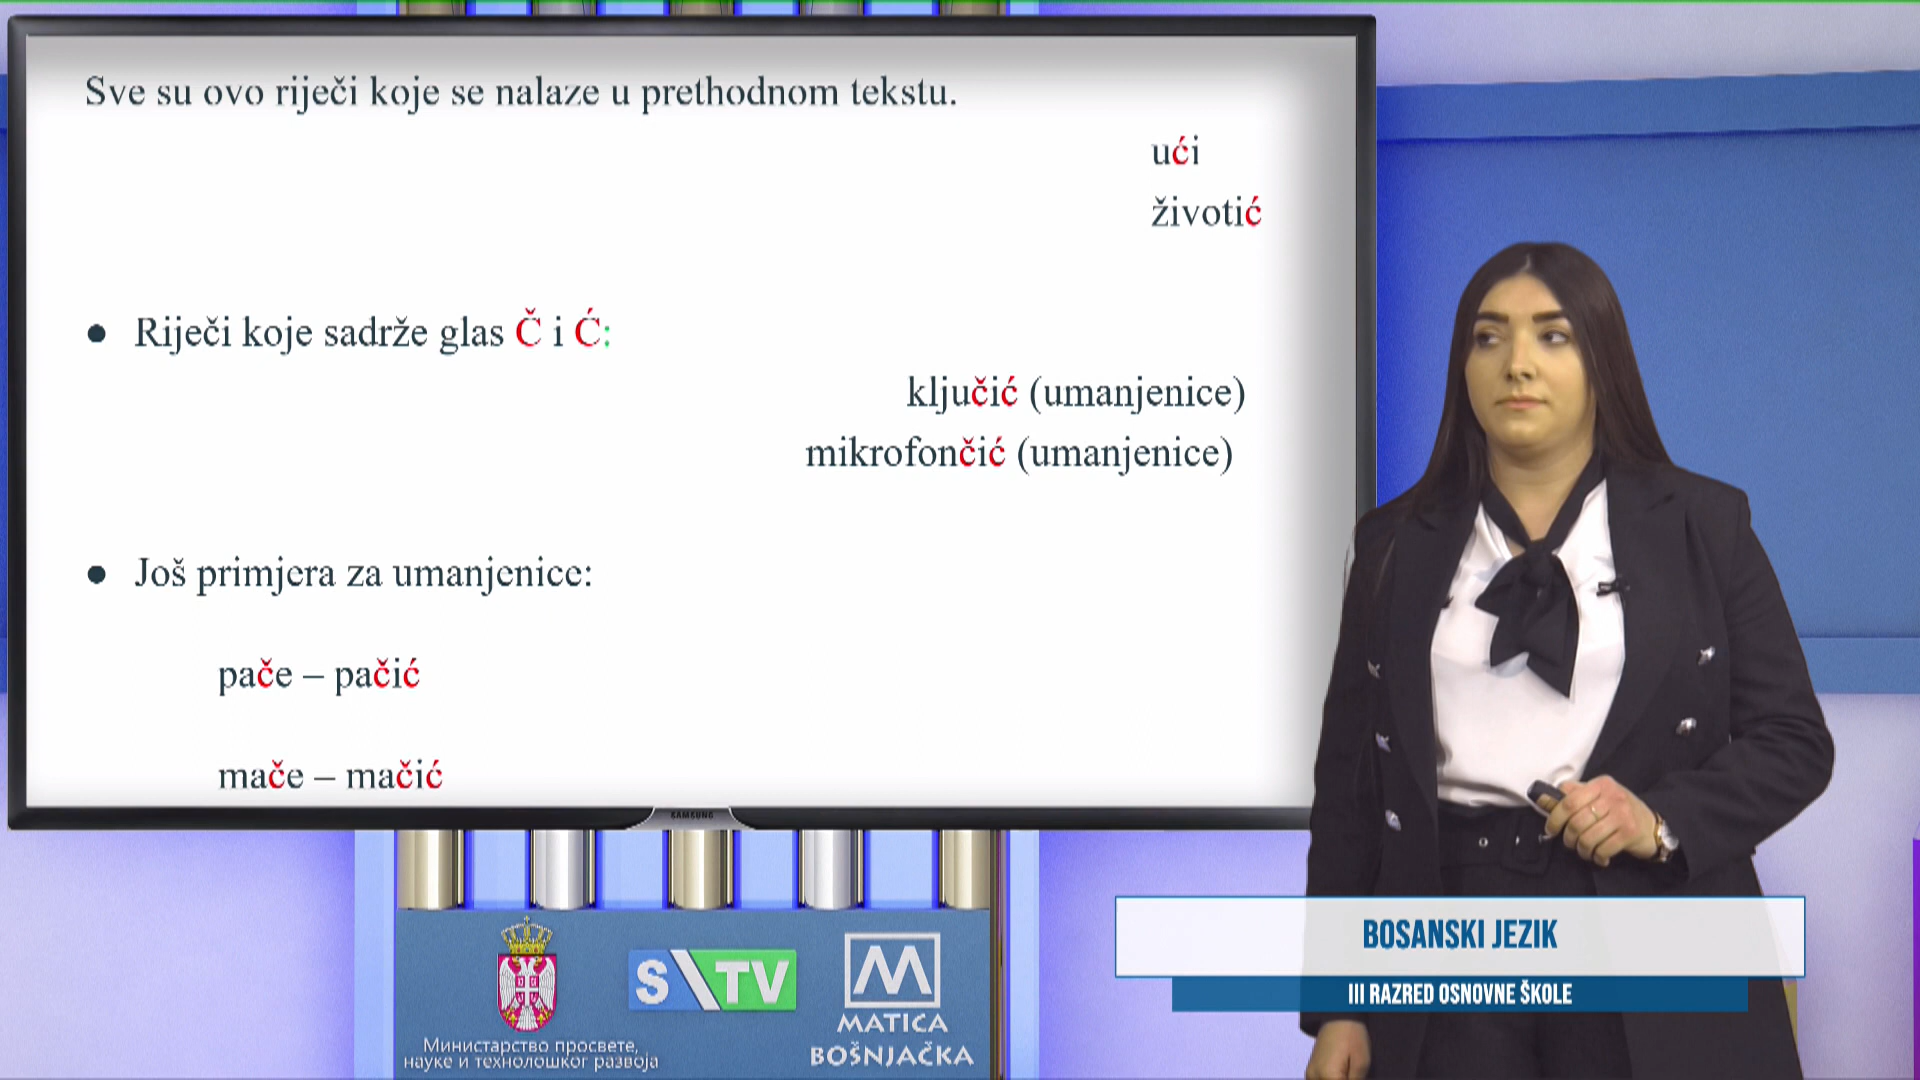 Sve su ovo riječi koje se nalaze u prethodnom tekstu.
ući
životić
● Riječi koje sadrže glas Č i Ć:
ključić (umanjenice)
mikrofončić (umanjenice)
● Još primjera za umanjenice:
pače – pačić
mače – mačić
SAMSUNG
BOSANSKI JEZIK
III RAZRED OSNOVNE ŠKOLE
STV
MATICA
BOŠNJAČKA
Министарство просвете,
науке и технолошког развоја